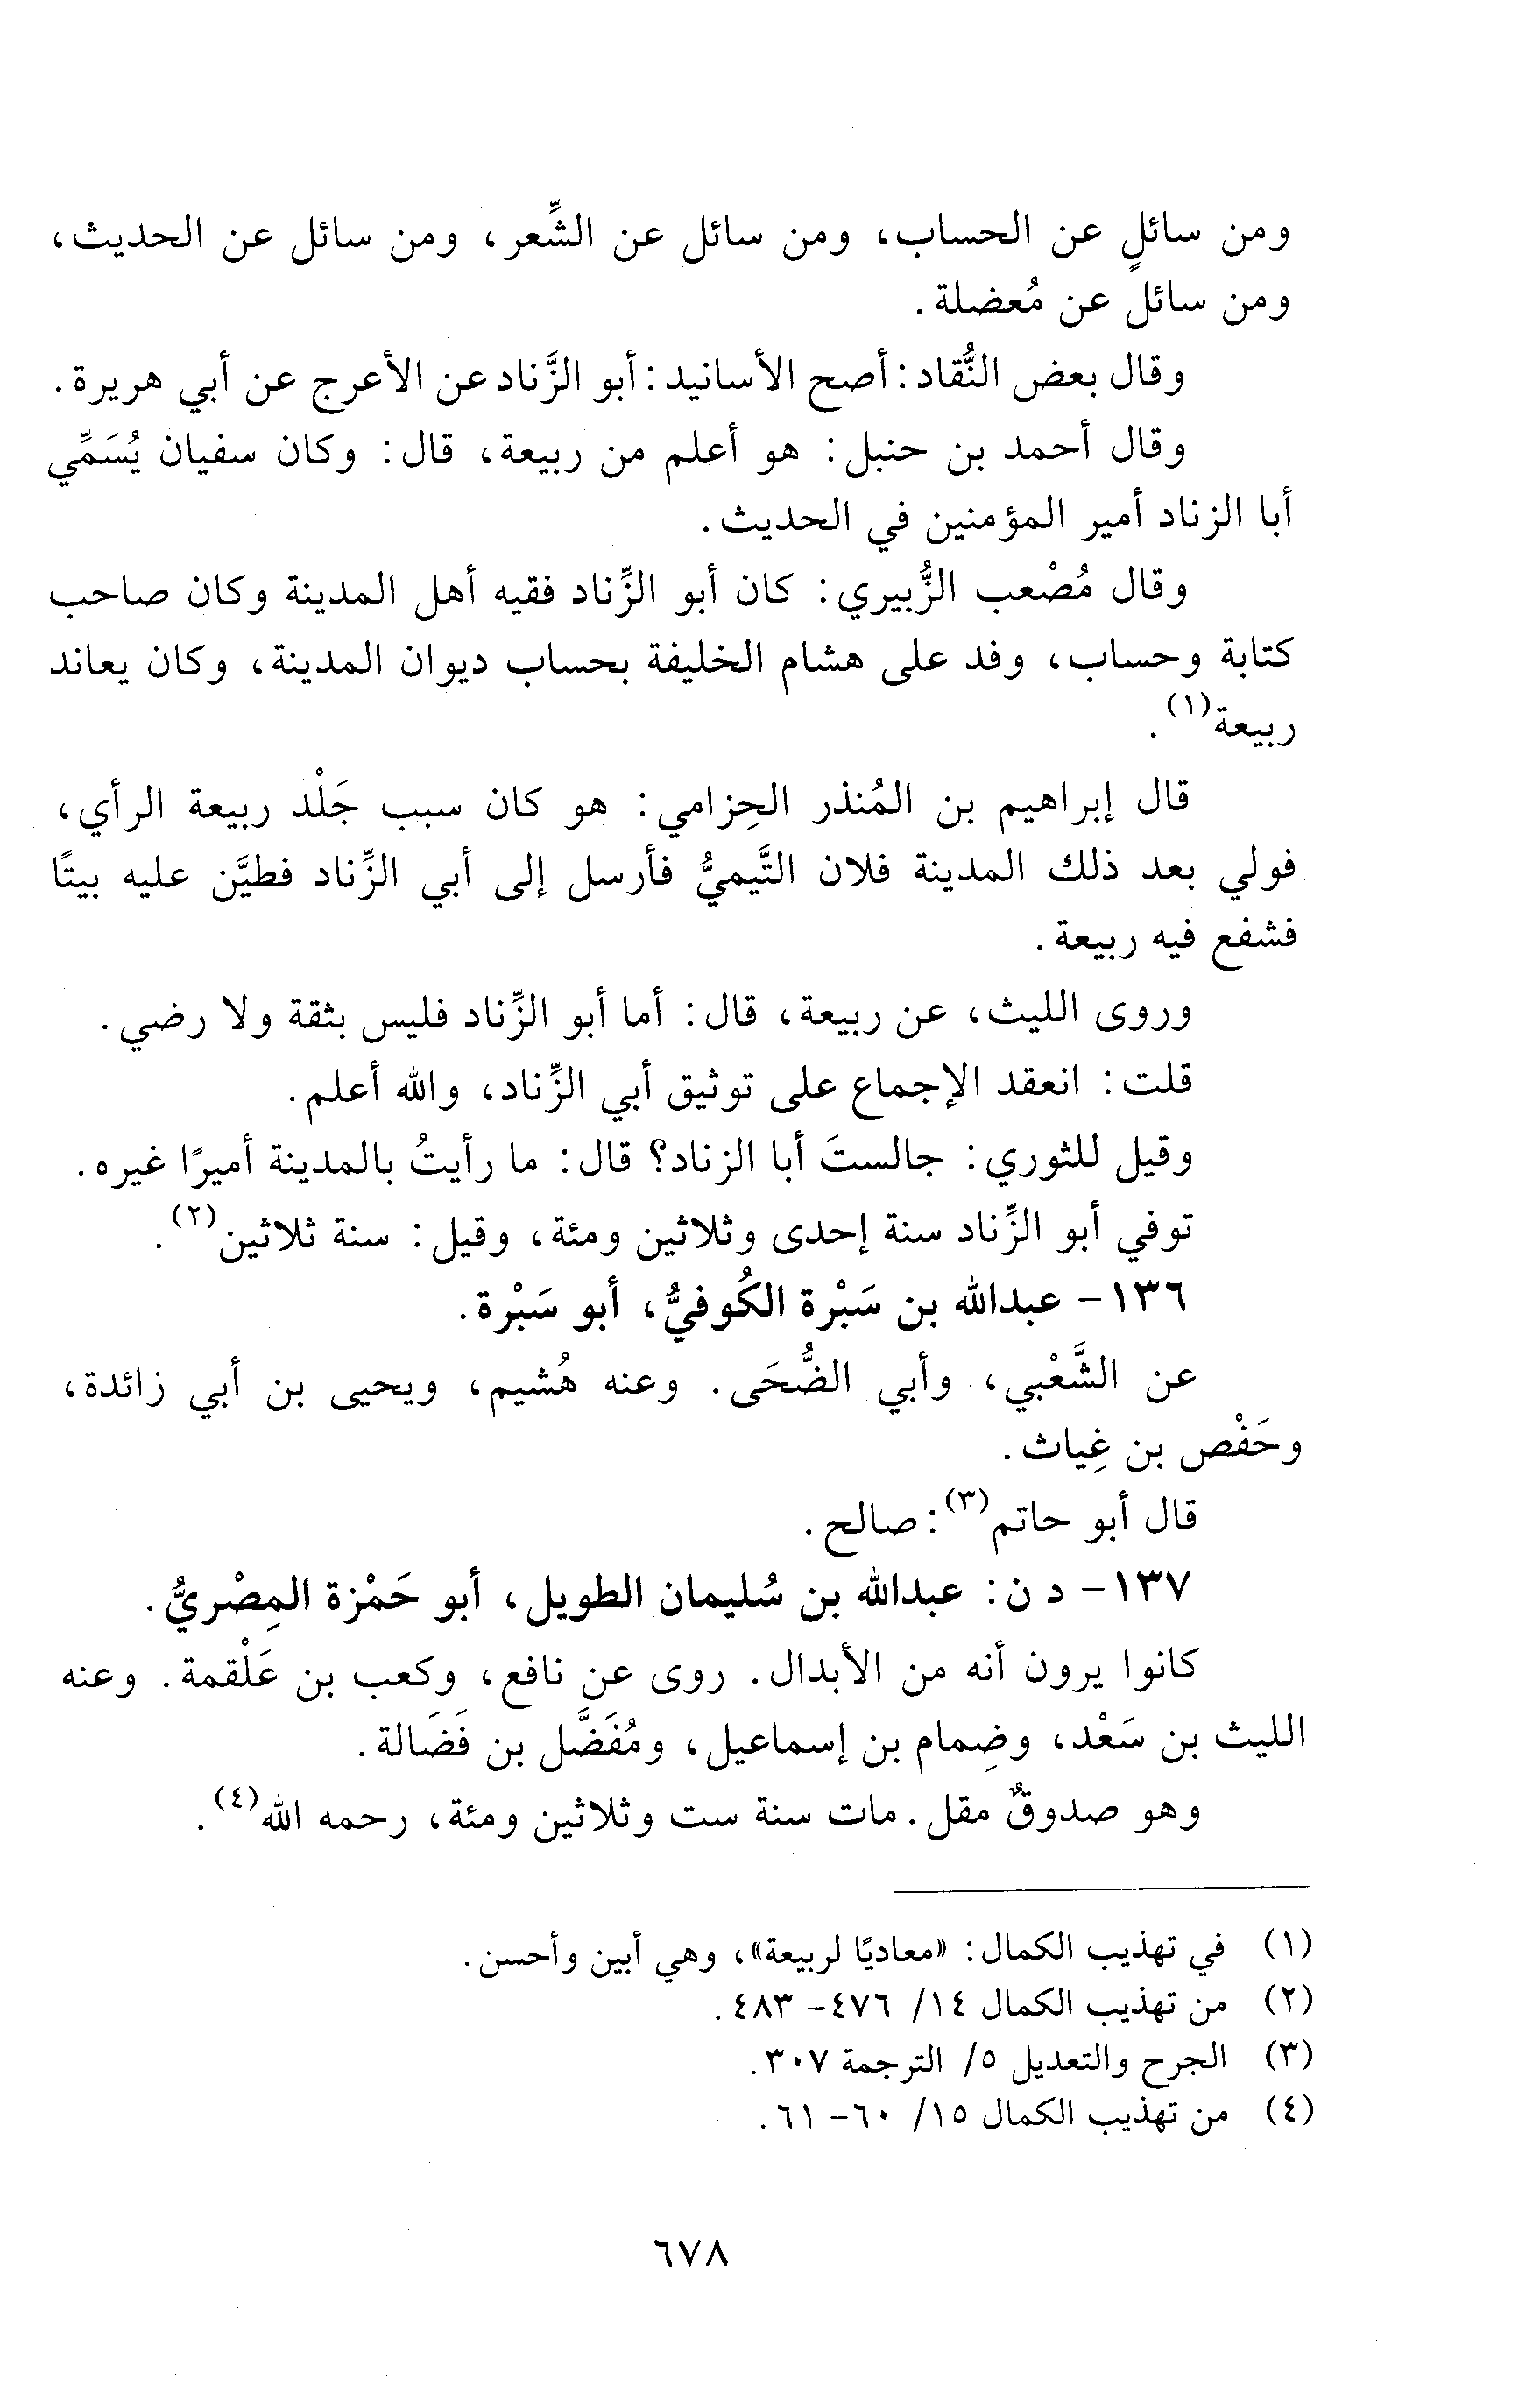 ومن سائلٍ عن الحساب، ومن سائل عن الشِّعر، ومن سائل عن الحديث،
ومن سائلٍ عن مُعضلة.
وقال بعض النُّقاد: أصح الأسانيد: أبو الزَّناد عن الأعرج عن أبي هريرة.
وقال أحمد بن حنبل: هو أعلم من ربيعة، قال: وكان سفيان يُسَمِّي
أبا الزناد أمير المؤمنين في الحديث.
وقال مُصْعب الزُّبيري: كان أبو الزِّناد فقيه أهل المدينة وكان صاحب
كتابة وحساب، وفد على هشام الخليفة بحساب ديوان المدينة، وكان يعاند
ربيعة(١).
قال إبراهيم بن المُنذر الحِزامي: هو كان سبب جَلْد ربيعة الرأي،
فولي بعد ذلك المدينة فلان التَّيميُّ فأرسل إلى أبي الزِّناد فطيَّن عليه بيتًا
فشفع فيه ربيعة.
وروى الليث، عن ربيعة، قال: أما أبو الزِّناد فليس بثقة ولا رضي.
قلت: انعقد الإجماع على توثيق أبي الزِّناد، والله أعلم.
وقيل للثوري: جالستَ أبا الزناد؟ قال: ما رأيتُ بالمدينة أميرًا غيره.
توفي أبو الزِّناد سنة إحدى وثلاثين ومئة، وقيل: سنة ثلاثين(٢).
١٣٦- عبدالله بن سَبْرة الكُوفيُّ، أبو سَبْرة.
عن الشَّعْبي، وأبي الضُّحَى. وعنه هُشيم، ويحيى بن أبي زائدة،
وحَفْص بن غِياث.
قال أبو حاتم(٣): صالح.
١٣٧- د ن: عبدالله بن سُليمان الطويل، أبو حَمْزة المِصْريُّ.
كانوا يرون أنه من الأبدال. روى عن نافع، وكعب بن عَلْقمة. وعنه
الليث بن سَعْد، وضِمام بن إسماعيل، ومُفَضَّل بن فَضَالة.
وهو صدوقٌ مقل. مات سنة ست وثلاثين ومئة، رحمه الله(٤).
(١) في تهذيب الكمال: «معاديًا لربيعة»، وهي أبين وأحسن.
(٢) من تهذيب الكمال ١٤/ ٤٧٦- ٤٨٣.
(٣) الجرح والتعديل ٥/ الترجمة ٣٠٧.
(٤) من تهذيب الكمال ١٥/ ٦٠- ٦١.
٦٧٨